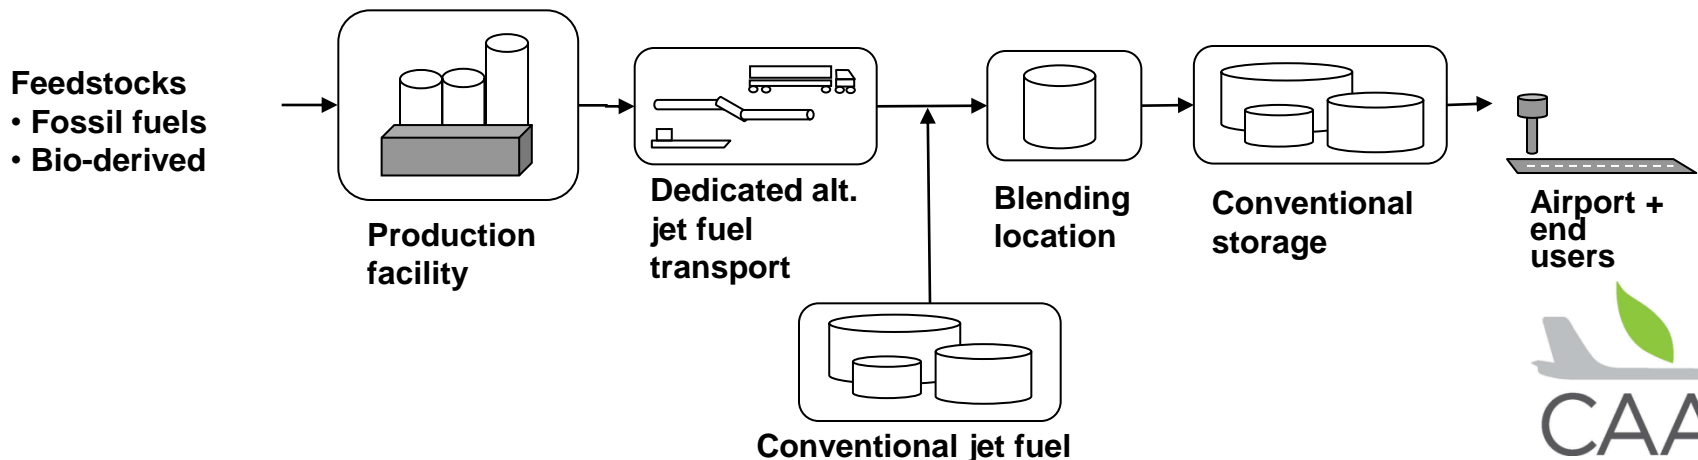 Feedstocks
• Fossil fuels
• Bio-derived
Production
facility
Dedicated alt.
jet fuel
transport
Blending
location
Conventional
storage
Airport +
end
users
Conventional jet fuel
CAA